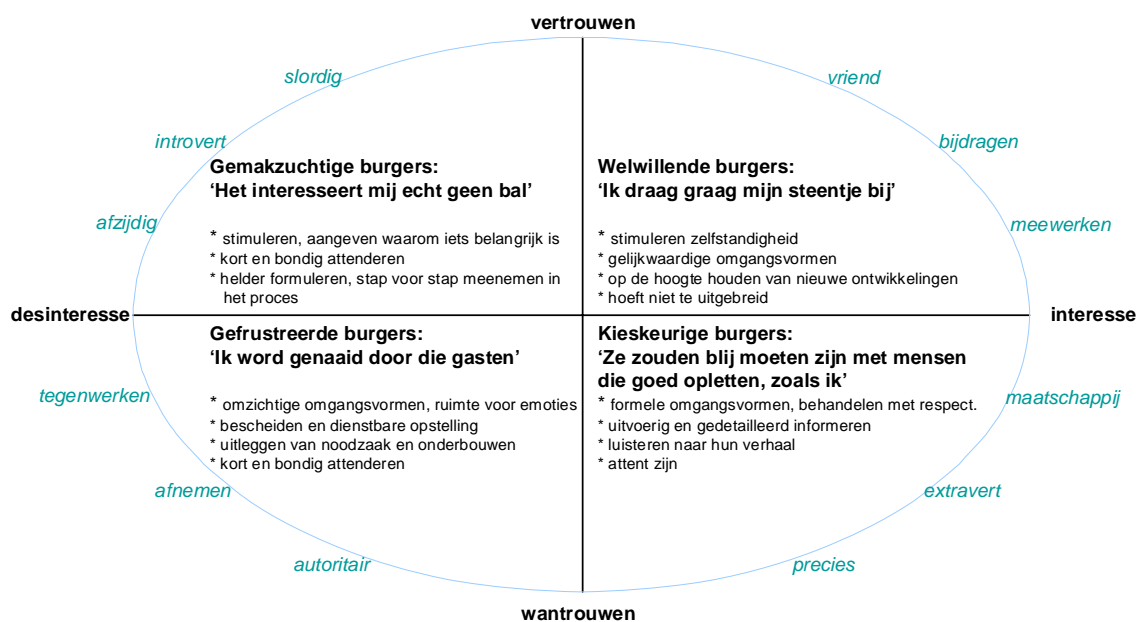 vertrouwen
slordig
vriend
introvert
bijdragen
Gemakzuchtige burgers:
‘Het interesseert mij echt geen bal’
* stimuleren, aangeven waarom iets belangrijk is
* kort en bondig attenderen
* helder formuleren, stap voor stap meenemen in
het proces
Welwillende burgers:
‘Ik draag graag mijn steentje bij’
* stimuleren zelfstandigheid
* gelijkwaardige omgangsvormen
* op de hoogte houden van nieuwe ontwikkelingen
* hoeft niet te uitgebreid
afzijdig
meewerken
desinteresse
interesse
Gefrustreerde burgers:
‘Ik word genaaid door die gasten’
* omzichtige omgangsvormen, ruimte voor emoties
* bescheiden en dienstbare opstelling
* uitleggen van noodzaak en onderbouwen
* kort en bondig attenderen
Kieskeurige burgers:
‘Ze zouden blij moeten zijn met mensen
die goed opletten, zoals ik’
* formele omgangsvormen, behandelen met respect.
* uitvoerig en gedetailleerd informeren
* luisteren naar hun verhaal
* attent zijn
tegenwerken
maatschappij
afnemen
extravert
autoritair
precies
wantrouwen